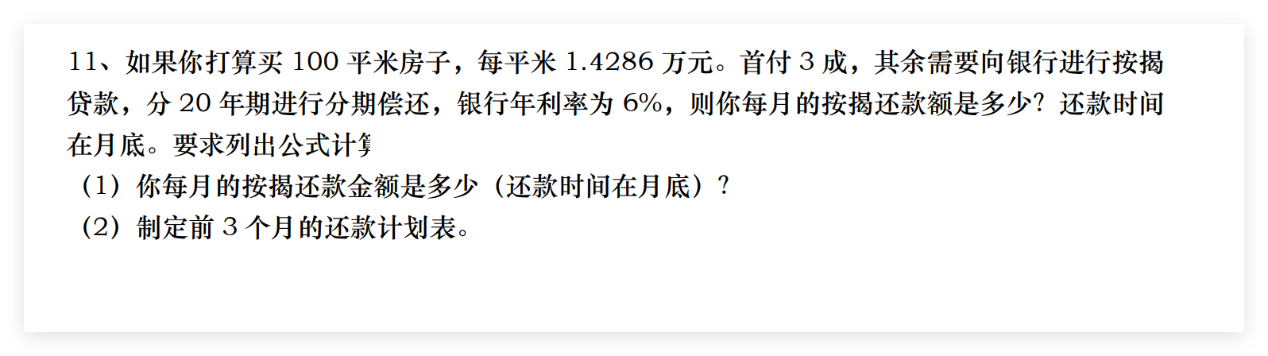 11、如果你打算买 100 平米房子，每平米 1.4286 万元。首付 3 成，其余需要向银行进行按揭
贷款，分 20 年期进行分期偿还，银行年利率为 6%，则你每月的按揭还款额是多少？还款时间
在月底。要求列出公式计
（1）你每月的按揭还款金额是多少（还款时间在月底）？
（2）制定前 3 个月的还款计划表。